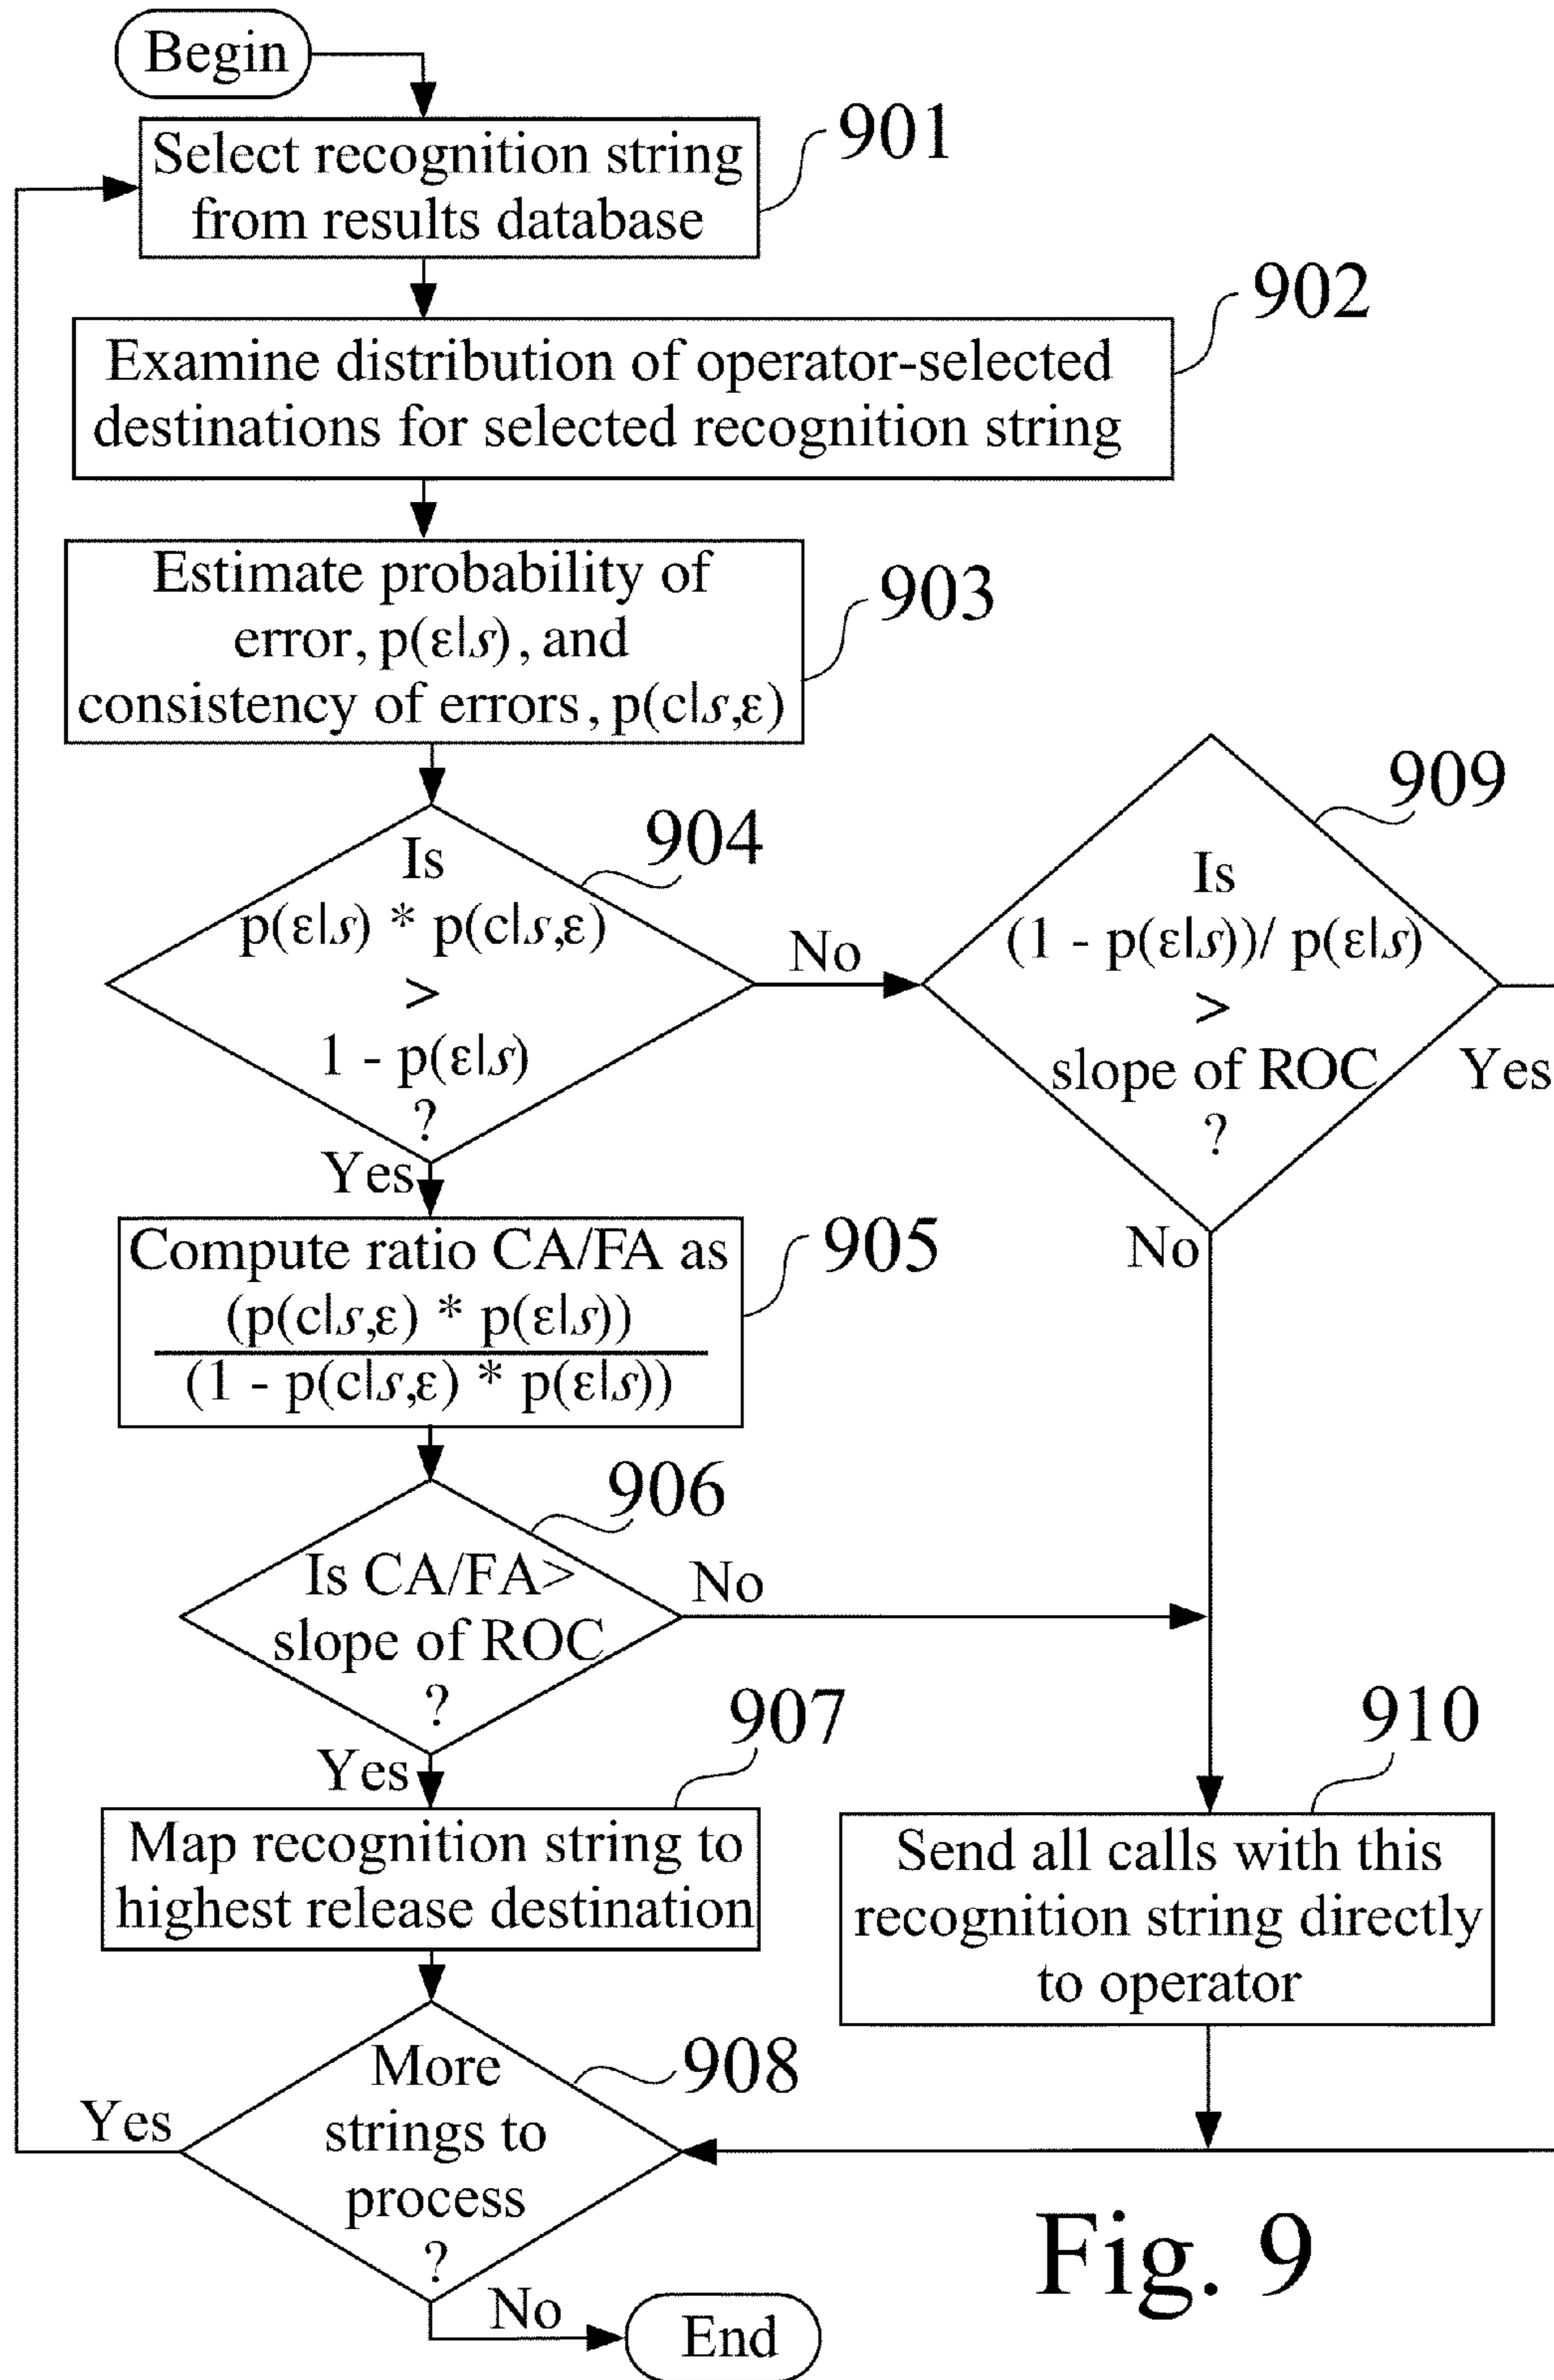 Begin
Select recognition string
from results database
901
Examine distribution of operator-selected
destinations for selected recognition string
902
Estimate probability of
error, p(ε|s), and
consistency of errors, p(c|s,ε)
903
Is
p(ε|s) * p(c|s,ε)
>
1 - p(ε|s)
?
904
No
Yes
Is
(1 - p(ε|s))/ p(ε|s)
>
slope of ROC
?
909
Yes
No
Compute ratio CA/FA as
(p(c|s,ε) * p(ε|s))
(1 - p(c|s,ε) * p(ε|s))
905
Is CA/FA>
slope of ROC
?
906
No
Yes
Map recognition string to
highest release destination
907
Send all calls with this
recognition string directly
to operator
910
More
strings to
process
?
908
Yes
No
End
Fig. 9